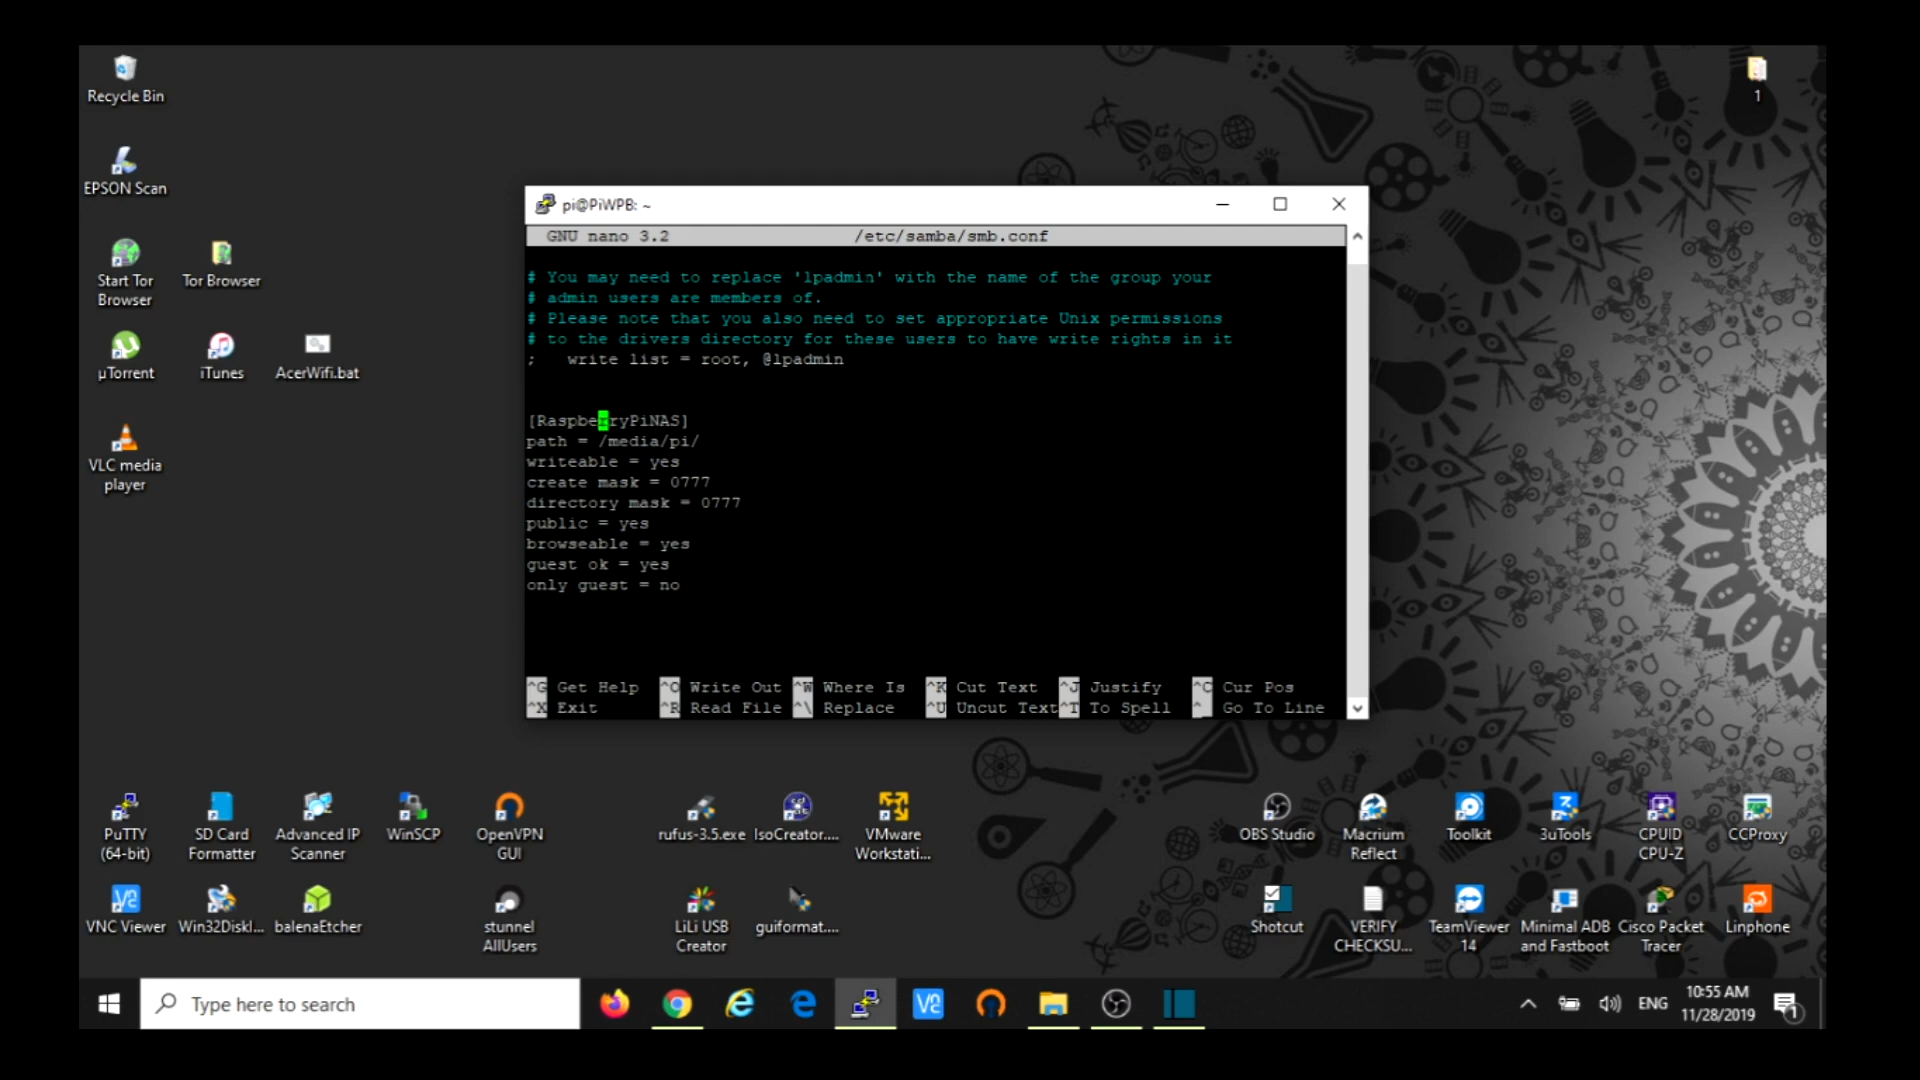 Recycle Bin
1
EPSON Scan
Start Tor
Browser
Tor Browser
µTorrent
iTunes
AcerWifi.bat
VLC media
player
pi@PiWPB: ~
GNU nano 3.2 /etc/samba/smb.conf
# You may need to replace 'lpadmin' with the name of the group your
# admin users are members of.
# Please note that you also need to set appropriate Unix permissions
# to the drivers directory for these users to have write rights in it
;   write list = root, @lpadmin
[RaspberryPiNAS]
path = /media/pi/
writeable = yes
create mask = 0777
directory mask = 0777
public = yes
browseable = yes
guest ok = yes
only guest = no
^G Get Help ^O Write Out ^W Where Is ^K Cut Text ^J Justify ^C Cur Pos
^X Exit ^R Read File ^\ Replace ^U Uncut Text ^T To Spell ^_ Go To Line
PuTTY
(64-bit)
SD Card
Formatter
Advanced IP
Scanner
WinSCP
OpenVPN
GUI
rufus-3.5.exe
IsoCreator....
VMware
Workstati...
OBS Studio
Macrium
Reflect
Toolkit
3uTools
CPUID
CPU-Z
CCProxy
VNC Viewer
Win32DiskI...
balenaEtcher
stunnel
AllUsers
LiLi USB
Creator
guiformat....
Shotcut
VERIFY
CHECKSU...
TeamViewer
14
Minimal ADB
and Fastboot
Cisco Packet
Tracer
Linphone
Type here to search
ENG
10:55 AM
11/28/2019
1